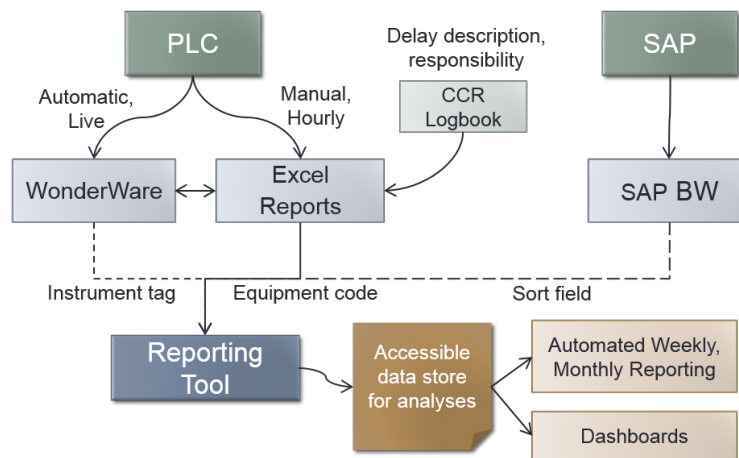 PLC
Delay description,
responsibility
SAP
Automatic,
Live
Manual,
Hourly
CCR
Logbook
WonderWare
Excel
Reports
SAP BW
Instrument tag
Equipment code
Sort field
Reporting
Tool
Accessible
data store
for analyses
Automated Weekly,
Monthly Reporting
Dashboards